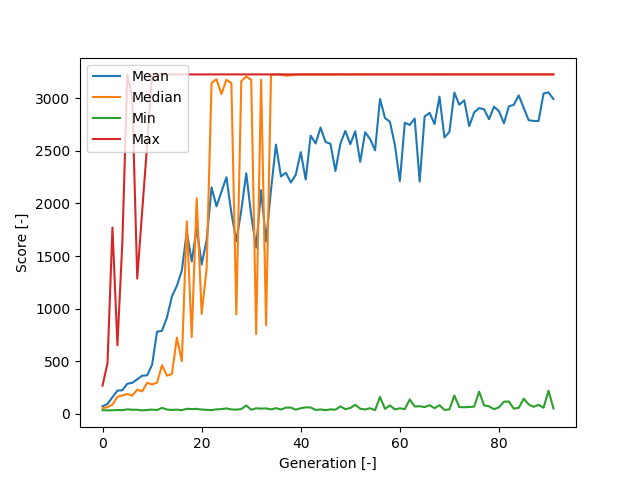 Mean
Median
Min
Max
3000
2500
2000
1500
1000
500
0
Score [-]
0 20 40 60 80
Generation [-]